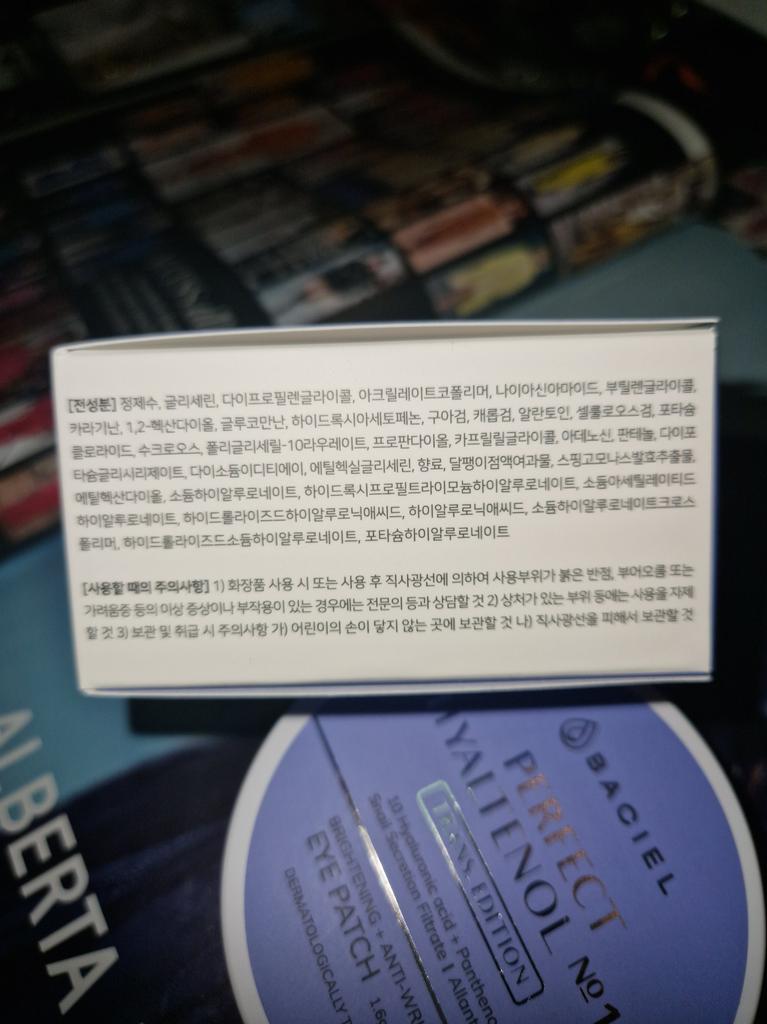 [전성분] 정제수, 글리세린, 다이프로필렌글라이콜, 아크릴레이트코폴리머, 나이아신아마이드, 부틸렌글라이콜,
카라기난, 1,2-헥산다이올, 글루코만난, 하이드록시아세토페논, 구아검, 캐롭검, 알란토인, 셀룰로오스검, 포타슘
클로라이드, 수크로오스, 폴리글리세릴-10라우레이트, 프로판다이올, 카프릴릴글라이콜, 아데노신, 판테놀, 다이포
타슘글리시리제이트, 다이소듐이디티에이, 에틸헥실글리세린, 향료, 달팽이점액여과물, 스핑고모나스발효추출물,
에틸헥산다이올, 소듐하이알루로네이트, 하이드록시프로필트라이모늄하이알루로네이트, 소듐아세틸레이티드
하이알루로네이트, 하이드롤라이즈드하이알루로닉애씨드, 하이알루로닉애씨드, 소듐하이알루로네이트크로스
폴리머, 하이드롤라이즈드소듐하이알루로네이트, 포타슘하이알루로네이트
[사용할 때의 주의사항] 1) 화장품 사용 시 또는 사용 후 직사광선에 의하여 사용부위가 붉은 반점, 부어오름 또는
가려움증 등의 이상 증상이나 부작용이 있는 경우에는 전문의 등과 상담할 것 2) 상처가 있는 부위 등에는 사용을 자제
할 것 3) 보관 및 취급 시 주의사항 가) 어린이의 손이 닿지 않는 곳에 보관할 것 나) 직사광선을 피해서 보관할 것
BACIEL
PERFECT
YALTENOL Nº1
TRANS EDITION
10 Hyaluronic acid + Pantheno
Snail Secretion Filtrate I Allant
BRIGHTENING + ANTI-WRI
EYE PATCH
DERMATOLOGICALLY T
ALBERTA